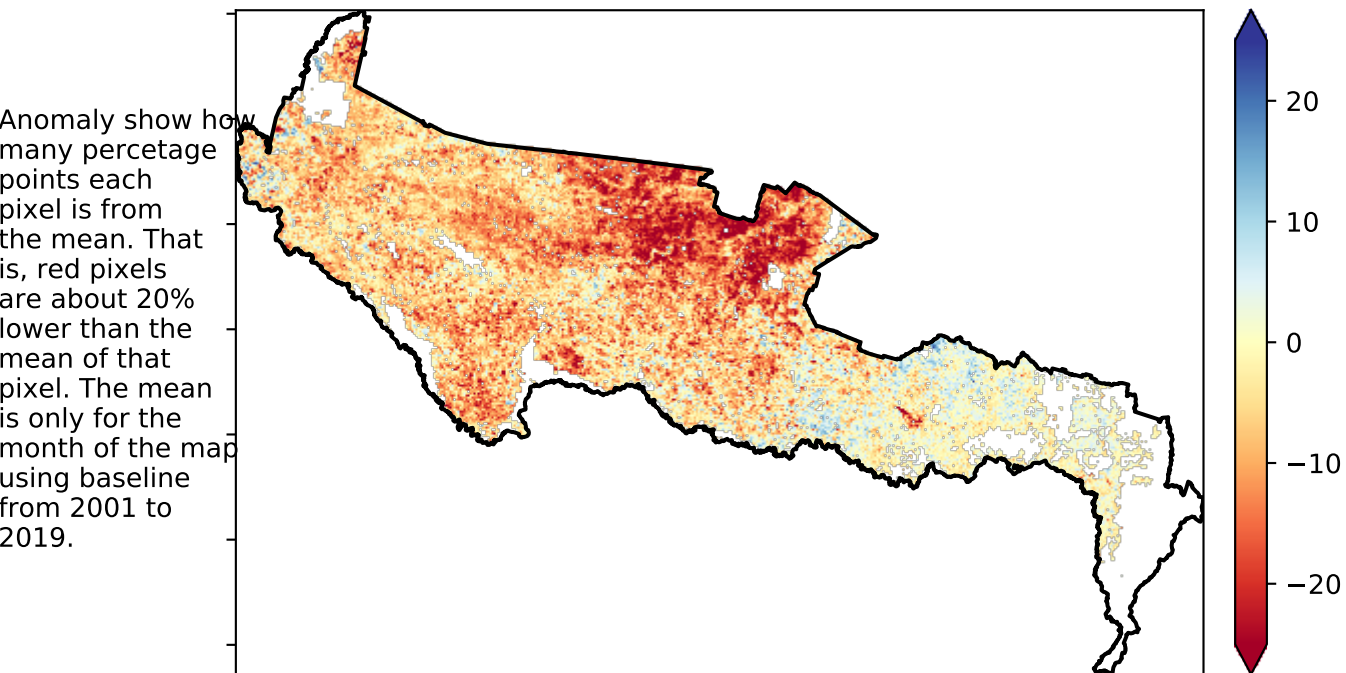 Anomaly show how
many percetage
points each
pixel is from
the mean. That
is, red pixels
are about 20%
lower than the
mean of that
pixel. The mean
is only for the
month of the map
using baseline
from 2001 to
2019.
20
10
0
−10
−20